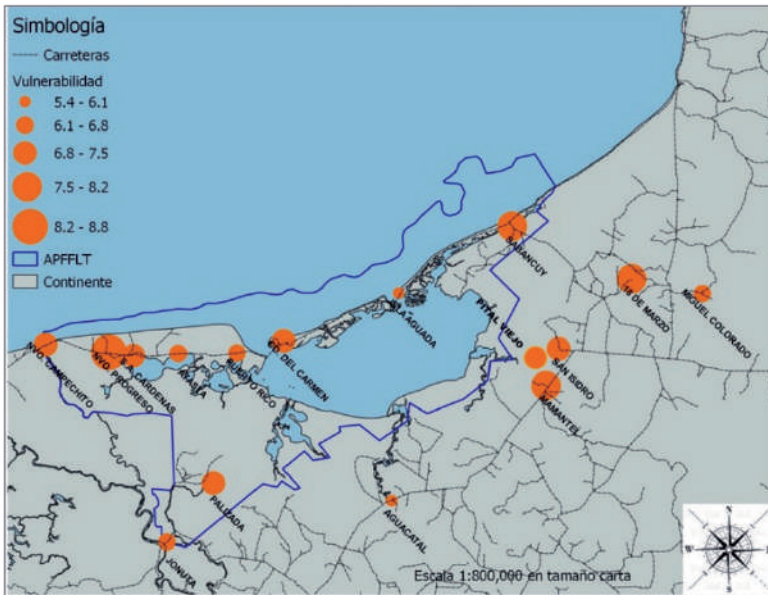 Simbología
Carreteras
Vulnerabilidad
5.4 - 6.1
6.1 - 6.8
6.8 - 7.5
7.5 - 8.2
8.2 - 8.8
APFFLT
Continente
SABANCUY
ISLA AGUADA
18 DE MARZO
MIGUEL COLORADO
PITAL VIEJO
SAN ISIDRO
MAMANTEL
NVO. CAMPECHITO
NVO. PROGRESO
CARDENAS
PUERTO RICO
CD. DEL CARMEN
PALIZADA
AGUACATAL
JONUTA
N
W
S
Escala 1:800,000 en tamaño carta